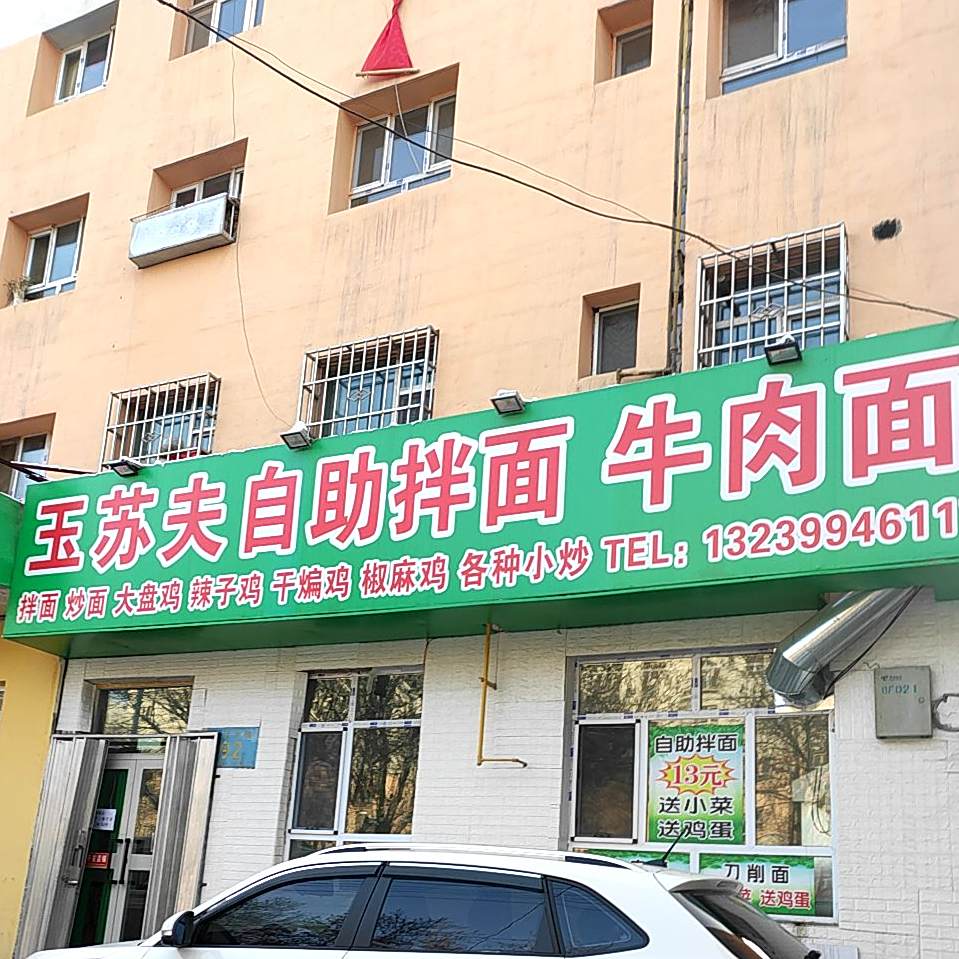 玉苏夫自助拌面 牛肉面
拌面 炒面 大盘鸡 辣子鸡 干煸鸡 椒麻鸡 各种小炒 TEL: 1323994611
自助拌面
13元
送小菜
送鸡蛋
刀削面
菜 送鸡蛋